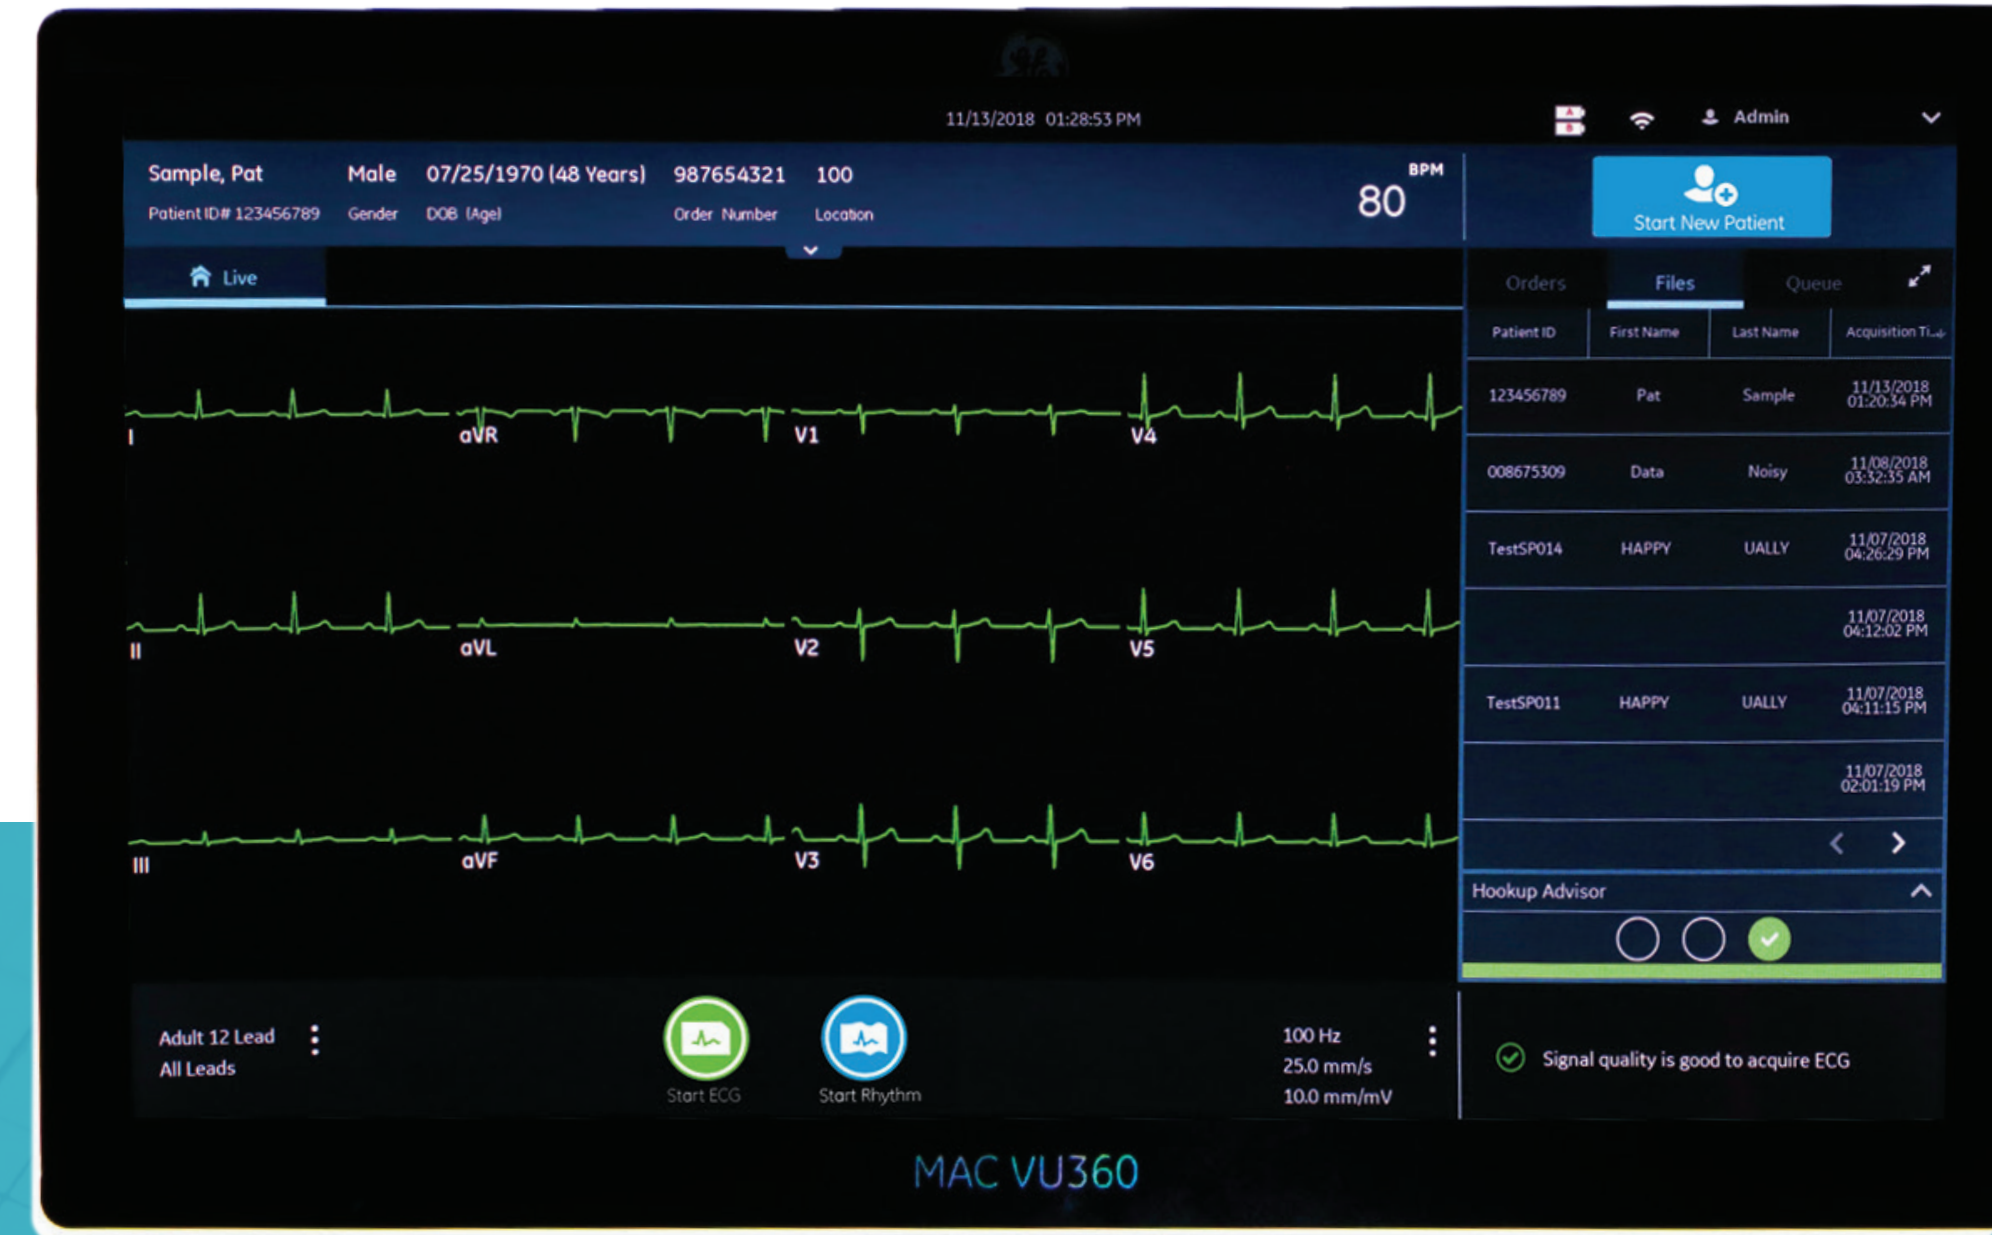 11/13/2018 01:28:53 PM
A
B
Admin
Sample, Pat Male 07/25/1970 (48 Years) 987654321 100
Patient ID# 123456789 Gender DOB (Age) Order Number Location
80 BPM
Start New Patient
Live
Orders Files Queue
Patient ID First Name Last Name Acquisition Ti...
123456789 Pat Sample 11/13/2018 01:20:34 PM
008675309 Data Noisy 11/08/2018 03:32:35 AM
TestSP014 HAPPY UALLY 11/07/2018 04:26:29 PM
11/07/2018 04:12:02 PM
TestSP011 HAPPY UALLY 11/07/2018 04:11:15 PM
11/07/2018 02:01:19 PM
I aVR V1 V4
II aVL V2 V5
III aVF V3 V6
Hookup Advisor
Adult 12 Lead
All Leads
Start ECG
Start Rhythm
100 Hz
25.0 mm/s
10.0 mm/mV
Signal quality is good to acquire ECG
MAC VU360